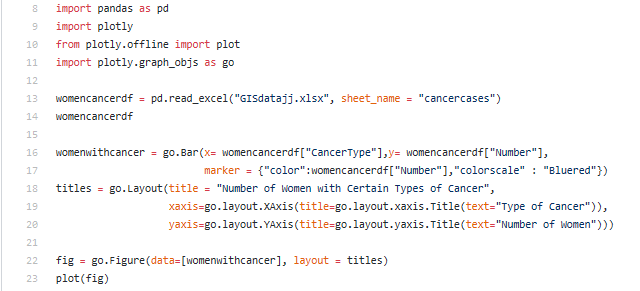 8 import pandas as pd
9 import plotly
10 from plotly.offline import plot
11 import plotly.graph_objs as go
12
13 womencancerdf = pd.read_excel("GISdatajj.xlsx", sheet_name = "cancercases")
14 womencancerdf
15
16 womenwithcancer = go.Bar(x= womencancerdf["CancerType"],y= womencancerdf["Number"],
17 marker = {"color":womencancerdf["Number"],"colorscale" : "Bluered"})
18 titles = go.Layout(title = "Number of Women with Certain Types of Cancer",
19 xaxis=go.layout.XAxis(title=go.layout.xaxis.Title(text="Type of Cancer")),
20 yaxis=go.layout.YAxis(title=go.layout.yaxis.Title(text="Number of Women")))
21
22 fig = go.Figure(data=[womenwithcancer], layout = titles)
23 plot(fig)